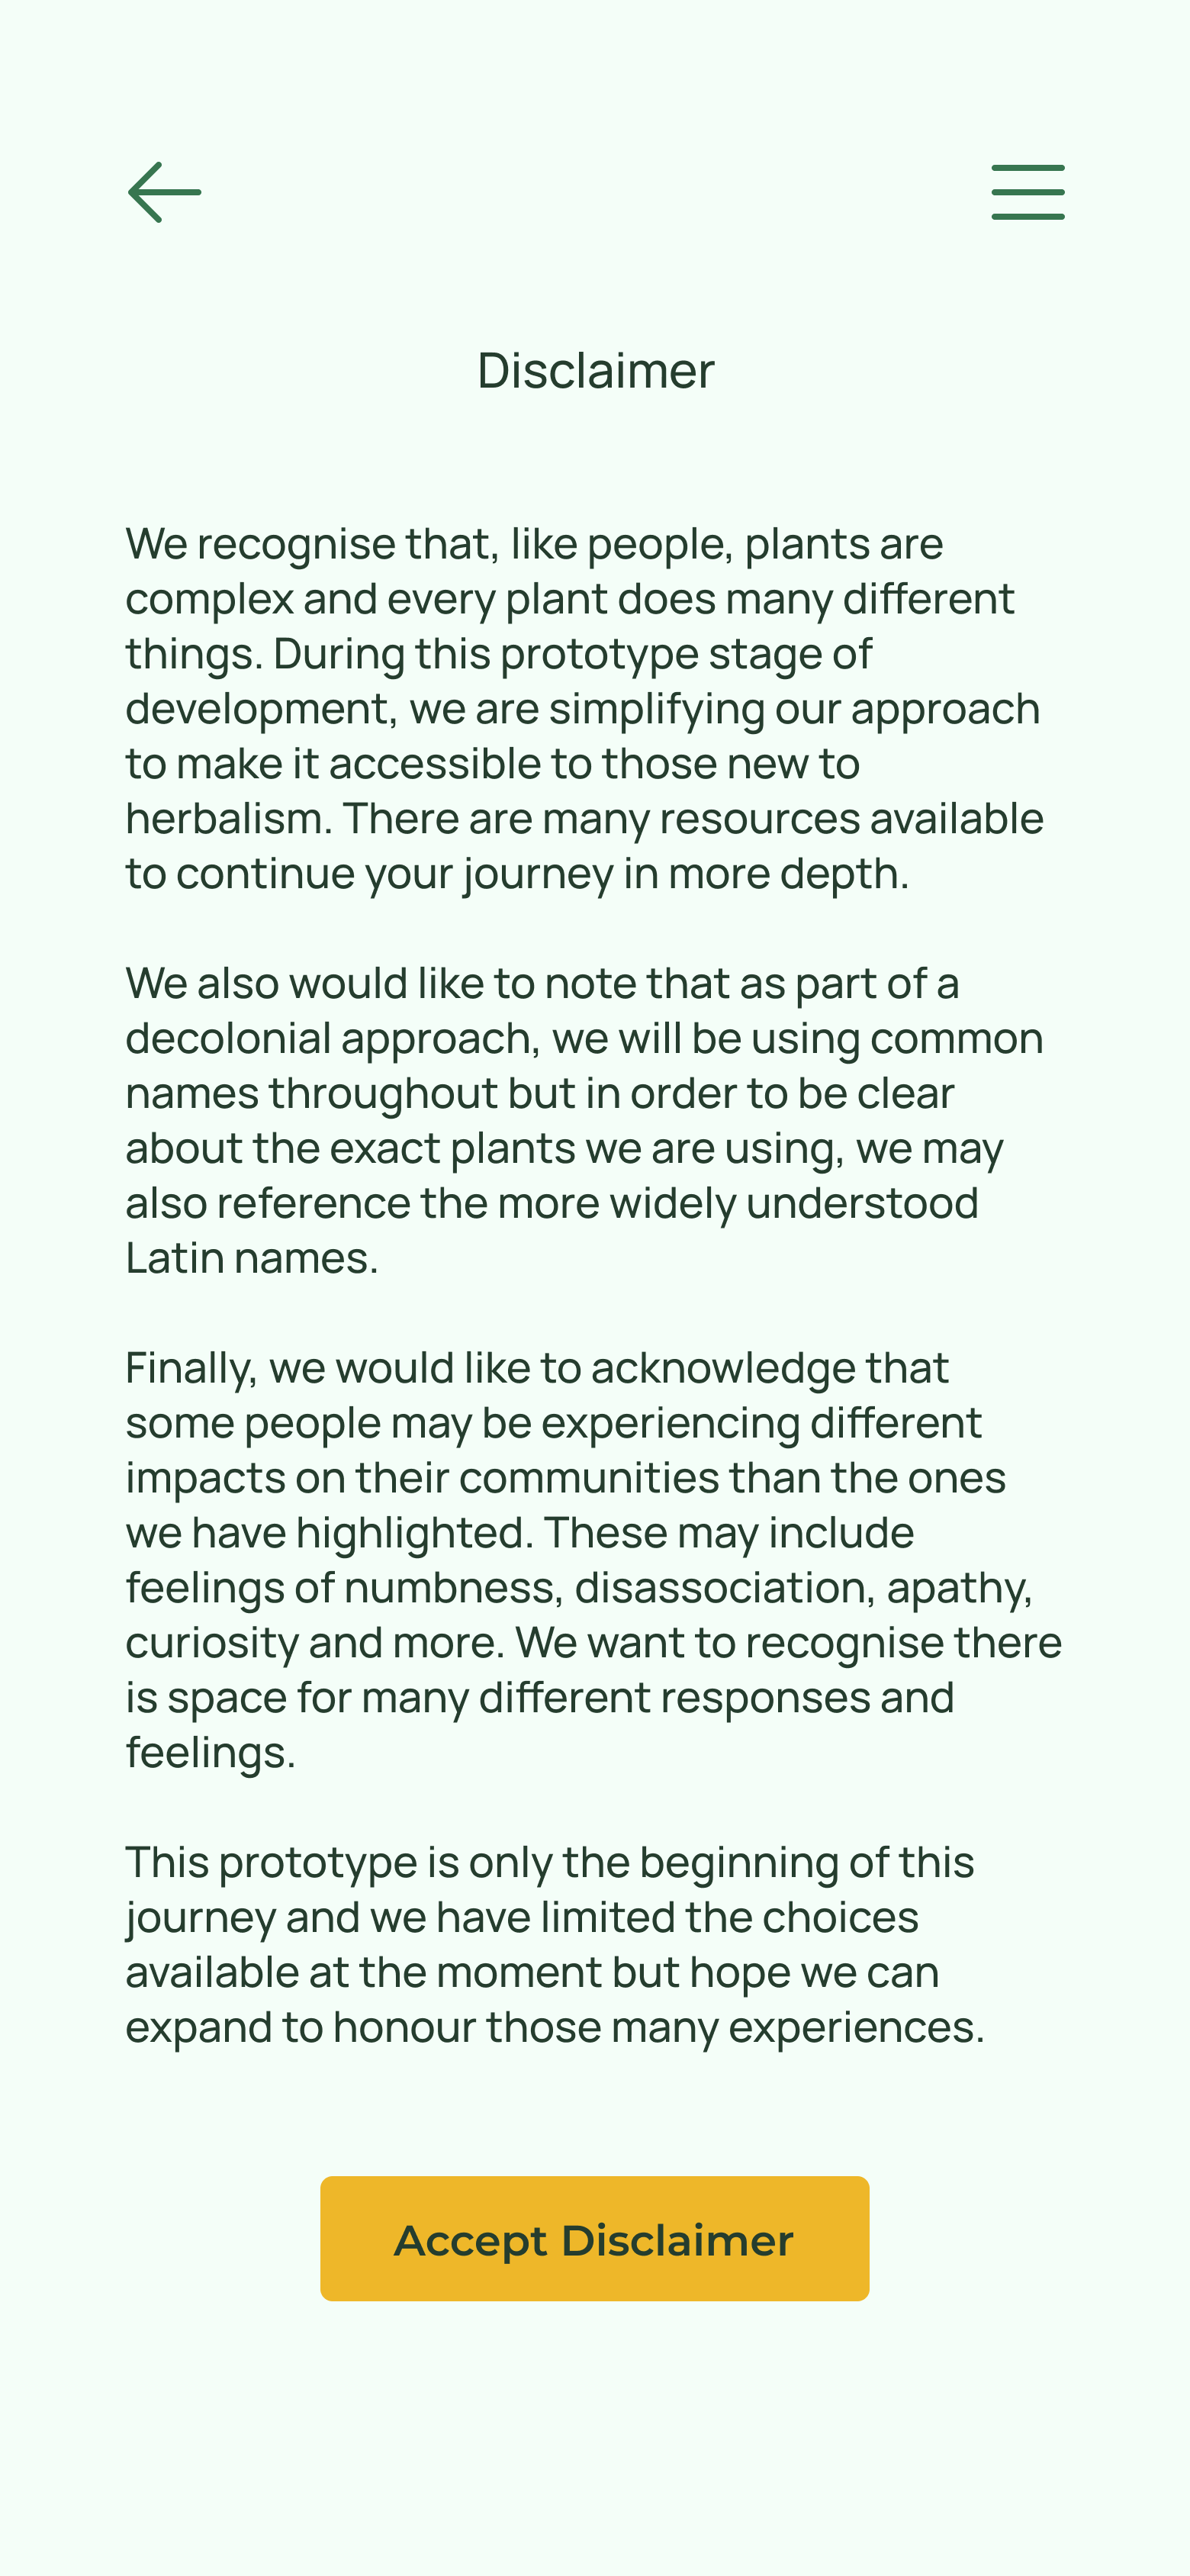 Disclaimer
We recognise that, like people, plants are
complex and every plant does many different
things. During this prototype stage of
development, we are simplifying our approach
to make it accessible to those new to
herbalism. There are many resources available
to continue your journey in more depth.
We also would like to note that as part of a
decolonial approach, we will be using common
names throughout but in order to be clear
about the exact plants we are using, we may
also reference the more widely understood
Latin names.
Finally, we would like to acknowledge that
some people may be experiencing different
impacts on their communities than the ones
we have highlighted. These may include
feelings of numbness, disassociation, apathy,
curiosity and more. We want to recognise there
is space for many different responses and
feelings.
This prototype is only the beginning of this
journey and we have limited the choices
available at the moment but hope we can
expand to honour those many experiences.
Accept Disclaimer